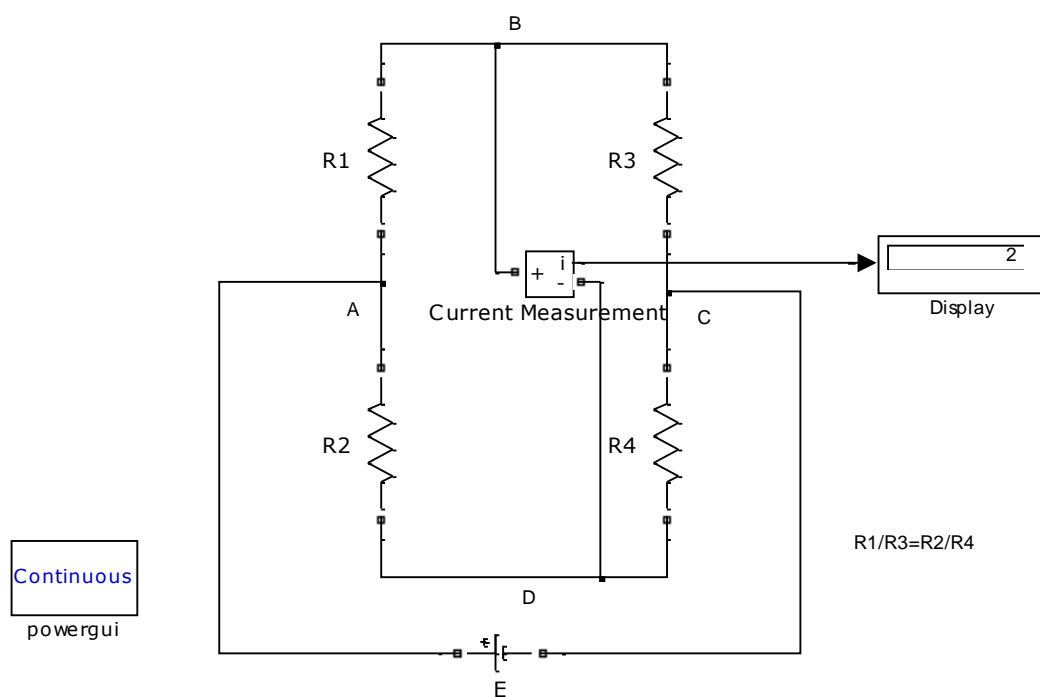 B
R1
R3
+
i
-
2
Display
A
Current Measurement
C
R2
R4
R1/R3=R2/R4
Continuous
powergui
D
+
E